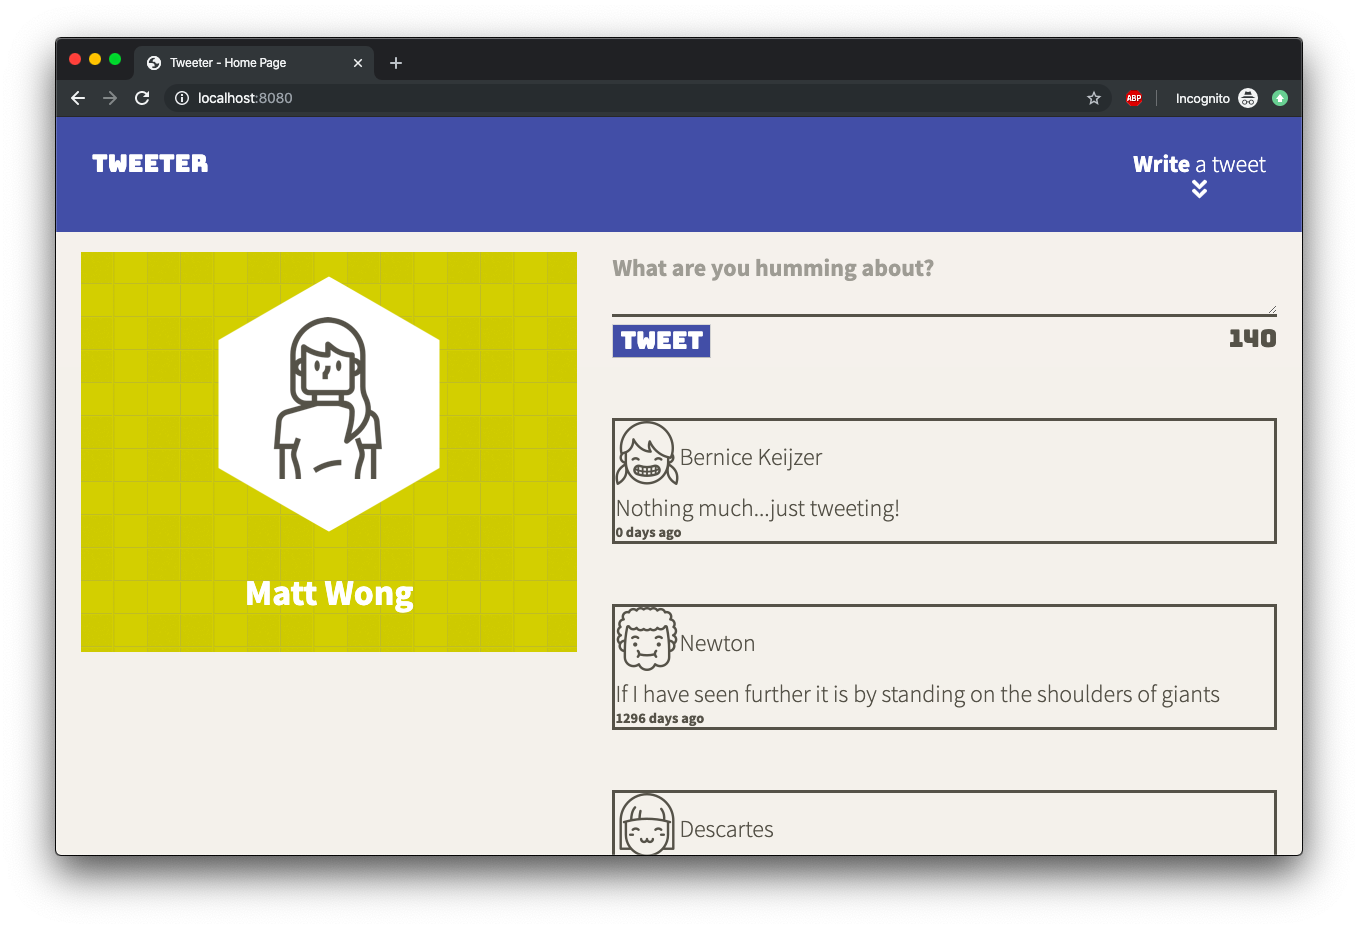 Tweeter - Home Page
localhost:8080
ABP
Incognito
TWEETER
Write a tweet
What are you humming about?
TWEET
140
Matt Wong
Bernice Keijzer
Nothing much...just tweeting!
0 days ago
Newton
If I have seen further it is by standing on the shoulders of giants
1296 days ago
Descartes